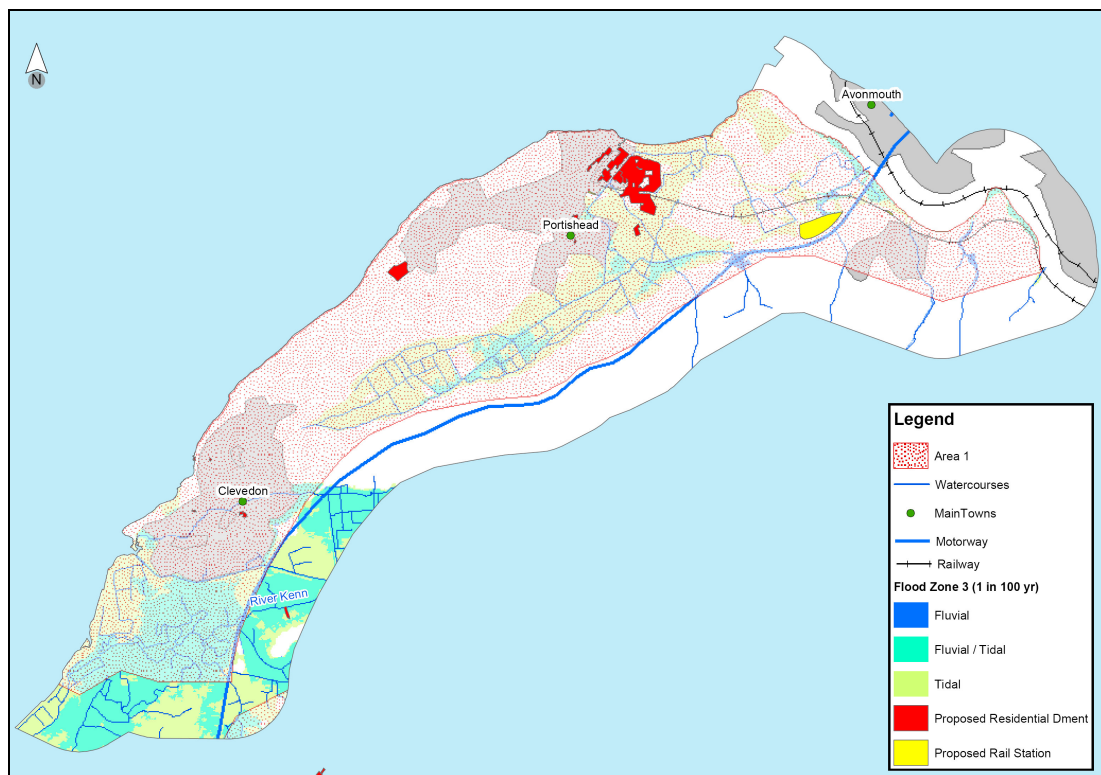 N
Avonmouth
Portishead
Clevedon
River Kenn
Legend
Area 1
Watercourses
MainTowns
Motorway
Railway
Flood Zone 3 (1 in 100 yr)
Fluvial
Fluvial / Tidal
Tidal
Proposed Residential Dment
Proposed Rail Station